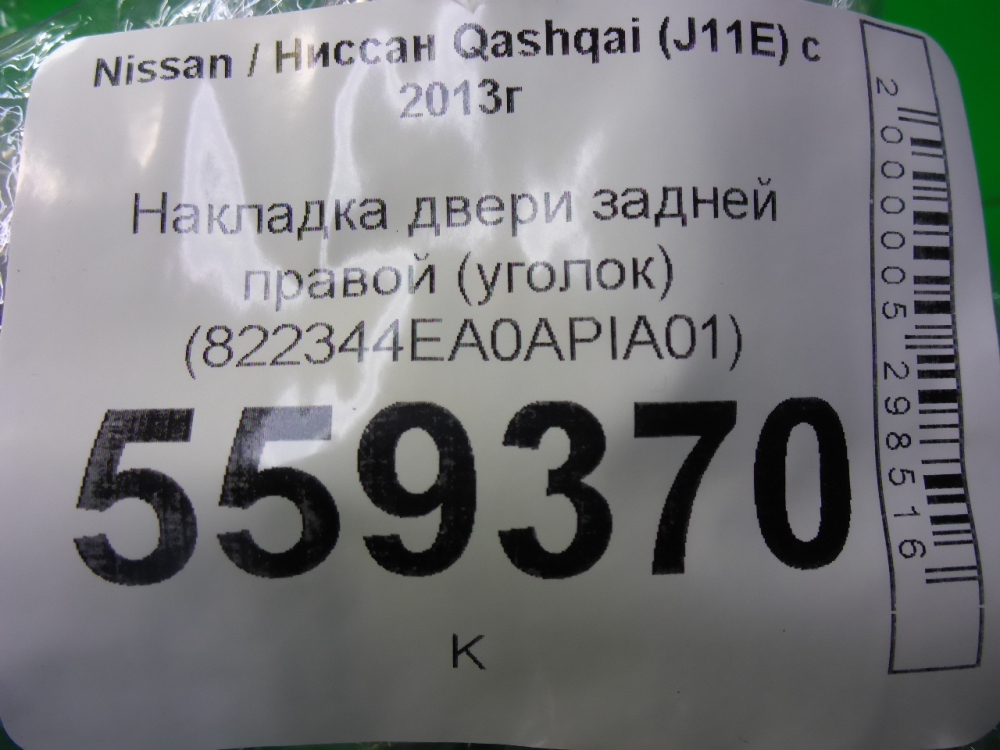 Nissan / Ниссан Qashqai (J11E) с
2013г
Накладка двери задней
правой (уголок)
(822344EA0APIA01)
559370
К
2000005298516